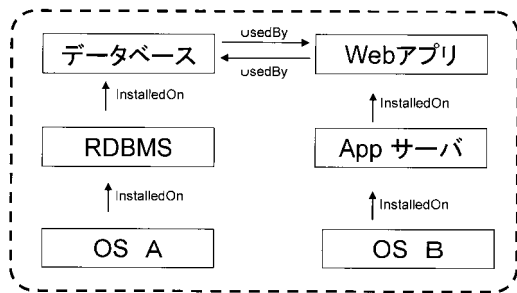 usedBy
データベース
Webアプリ
usedBy
InstalledOn
InstalledOn
RDBMS
App サーバ
InstalledOn
InstalledOn
OS A
OS B